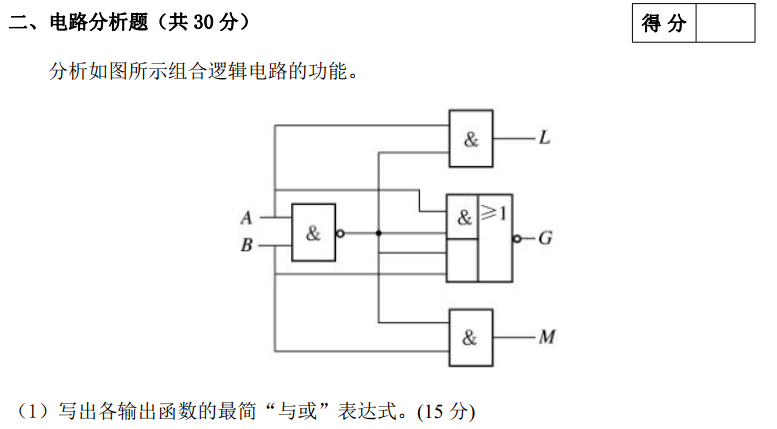 二、电路分析题（共 30 分）
得 分
分析如图所示组合逻辑电路的功能。
&
L
A
&
&
≥1
G
B
&
M
（1）写出各输出函数的最简“与或”表达式。(15 分)